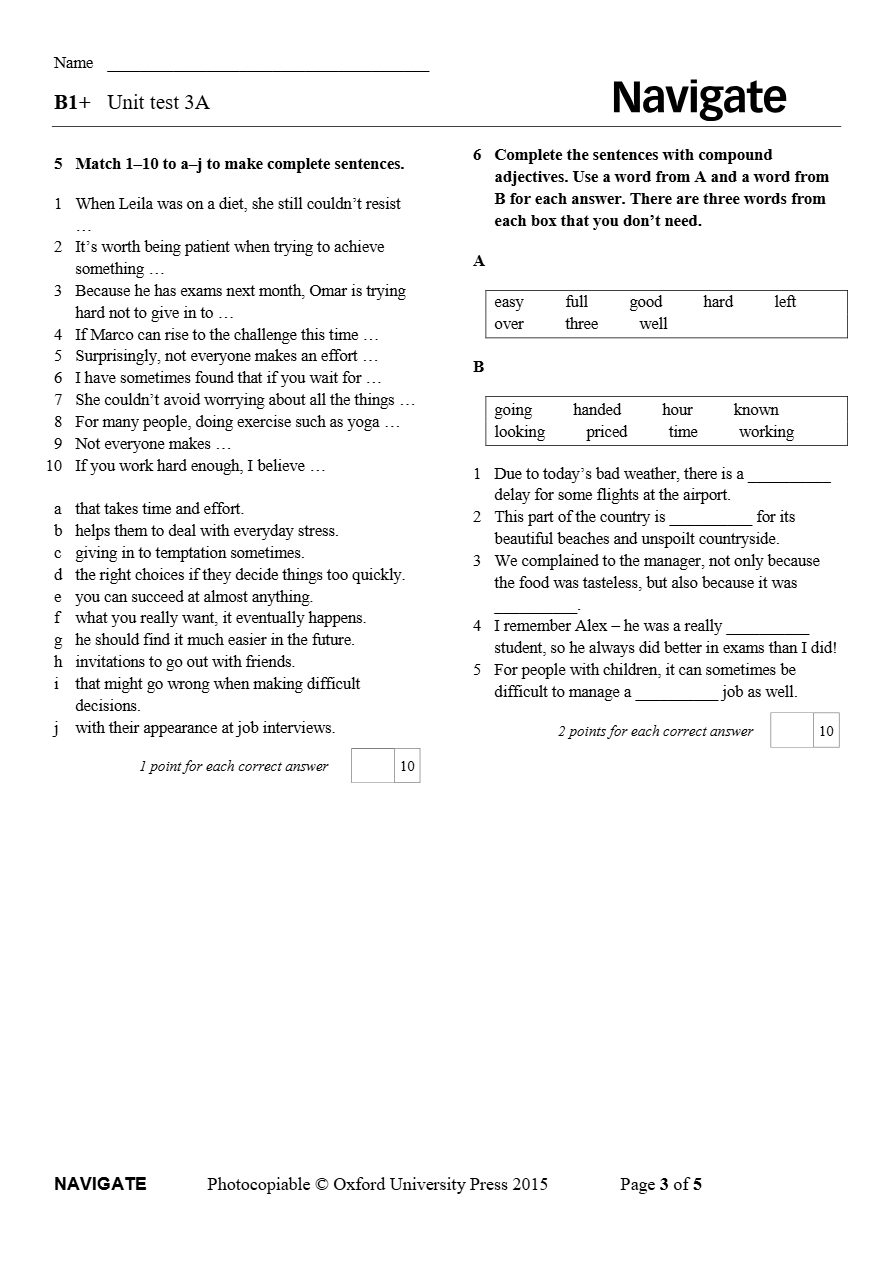 Name
B1+ Unit test 3A
Navigate
5 Match 1–10 to a–j to make complete sentences.
1 When Leila was on a diet, she still couldn’t resist
…
2 It’s worth being patient when trying to achieve
something …
3 Because he has exams next month, Omar is trying
hard not to give in to …
4 If Marco can rise to the challenge this time …
5 Surprisingly, not everyone makes an effort …
6 I have sometimes found that if you wait for …
7 She couldn’t avoid worrying about all the things …
8 For many people, doing exercise such as yoga …
9 Not everyone makes …
10 If you work hard enough, I believe …
a that takes time and effort.
b helps them to deal with everyday stress.
c giving in to temptation sometimes.
d the right choices if they decide things too quickly.
e you can succeed at almost anything.
f what you really want, it eventually happens.
g he should find it much easier in the future.
h invitations to go out with friends.
i that might go wrong when making difficult
decisions.
j with their appearance at job interviews.
1 point for each correct answer 10
6 Complete the sentences with compound
adjectives. Use a word from A and a word from
B for each answer. There are three words from
each box that you don’t need.
A
easy full good hard left
over three well
B
going handed hour known
looking priced time working
1 Due to today’s bad weather, there is a __________
delay for some flights at the airport.
2 This part of the country is __________ for its
beautiful beaches and unspoilt countryside.
3 We complained to the manager, not only because
the food was tasteless, but also because it was
__________.
4 I remember Alex – he was a really __________
student, so he always did better in exams than I did!
5 For people with children, it can sometimes be
difficult to manage a __________ job as well.
2 points for each correct answer 10
NAVIGATE Photocopiable © Oxford University Press 2015 Page 3 of 5